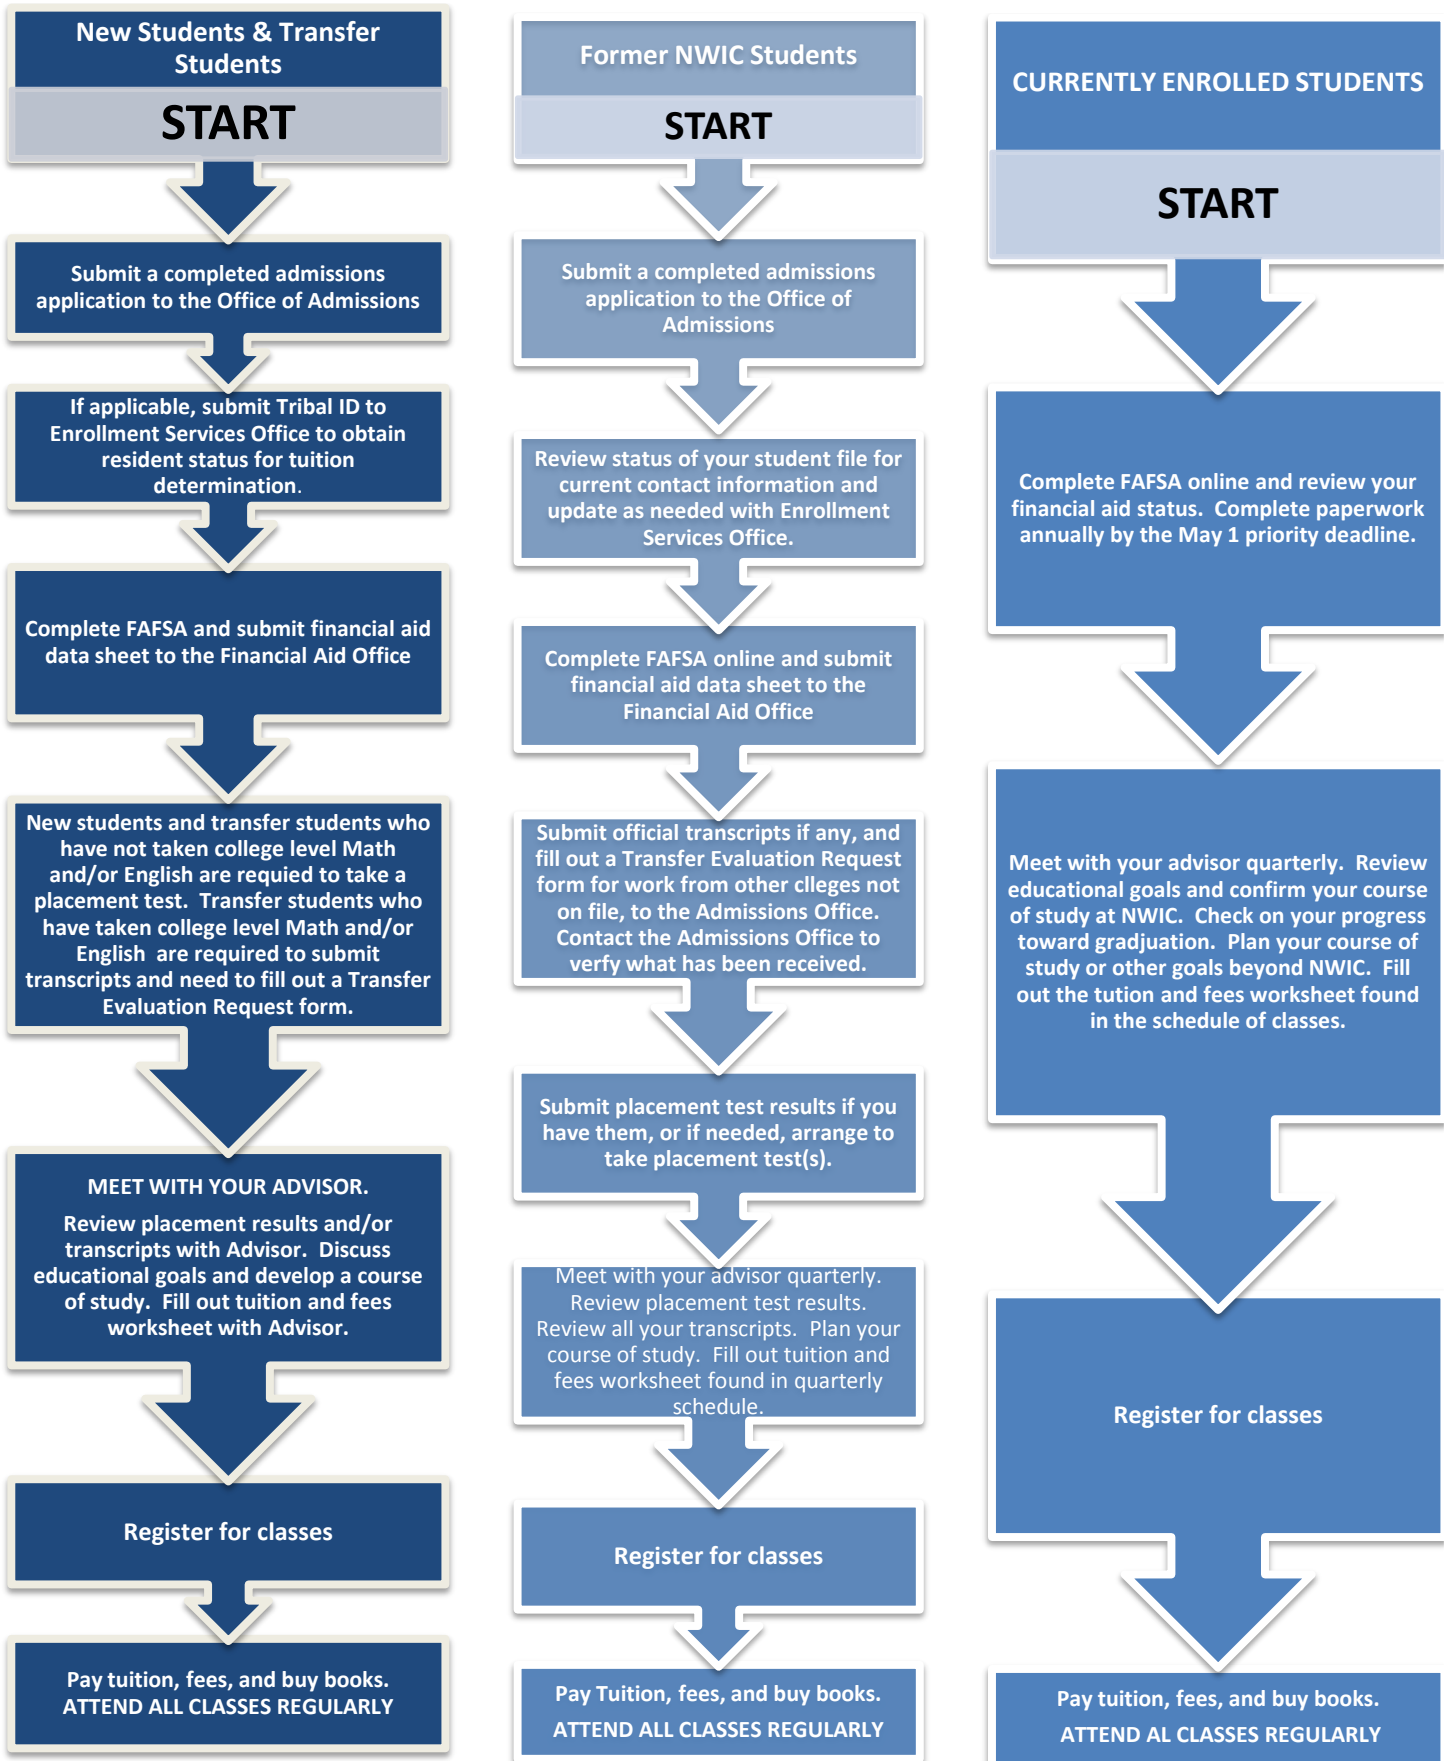 New Students & Transfer
Students
START
Submit a completed admissions
application to the Office of Admissions
If applicable, submit Tribal ID to
Enrollment Services Office to obtain
resident status for tuition
determination.
Complete FAFSA and submit financial aid
data sheet to the Financial Aid Office
New students and transfer students who
have not taken college level Math
and/or English are requied to take a
placement test. Transfer students who
have taken college level Math and/or
English are required to submit
transcripts and need to fill out a Transfer
Evaluation Request form.
MEET WITH YOUR ADVISOR.
Review placement results and/or
transcripts with Advisor. Discuss
educational goals and develop a course
of study. Fill out tuition and fees
worksheet with Advisor.
Register for classes
Pay tuition, fees, and buy books.
ATTEND ALL CLASSES REGULARLY
Former NWIC Students
START
Submit a completed admissions
application to the Office of
Admissions
Review status of your student file for
current contact information and
update as needed with Enrollment
Services Office.
Complete FAFSA online and submit
financial aid data sheet to the
Financial Aid Office
Submit official transcripts if any, and
fill out a Transfer Evaluation Request
form for work from other clleges not
on file, to the Admissions Office.
Contact the Admissions Office to
verfy what has been received.
Submit placement test results if you
have them, or if needed, arrange to
take placement test(s).
Meet with your advisor quarterly.
Review placement test results.
Review all your transcripts. Plan your
course of study. Fill out tuition and
fees worksheet found in quarterly
schedule.
Register for classes
Pay Tuition, fees, and buy books.
ATTEND ALL CLASSES REGULARLY
CURRENTLY ENROLLED STUDENTS
START
Complete FAFSA online and review your
financial aid status. Complete paperwork
annually by the May 1 priority deadline.
Meet with your advisor quarterly. Review
educational goals and confirm your course
of study at NWIC. Check on your progress
toward gradjuation. Plan your course of
study or other goals beyond NWIC. Fill
out the tution and fees worksheet found
in the schedule of classes.
Register for classes
Pay tuition, fees, and buy books.
ATTEND AL CLASSES REGULARLY